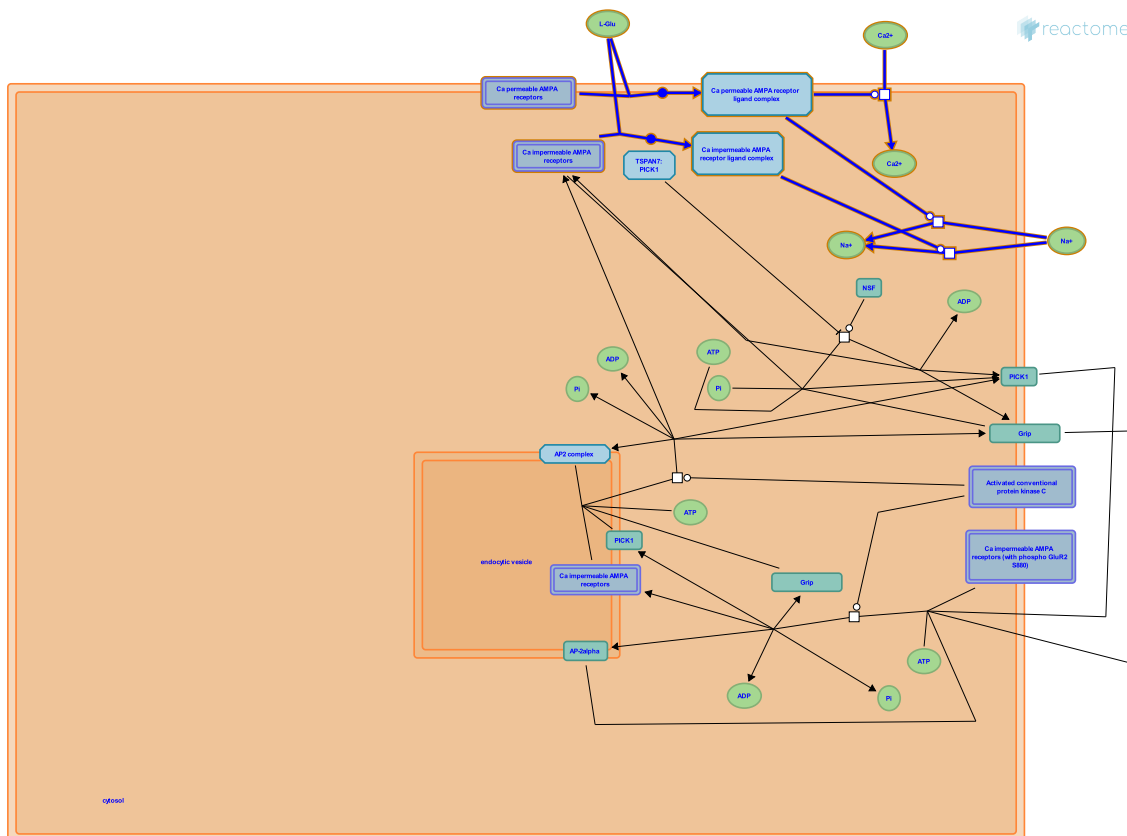 L-Glu
Ca2+
reactome
Ca permeable AMPA
receptors
Ca permeable AMPA receptor
ligand complex
Ca impermeable AMPA
receptors
TSPAN7:
PICK1
Ca impermeable AMPA
receptor ligand complex
Ca2+
Na+
Na+
NSF
ADP
ATP
ADP
Pi
Pi
PICK1
Grip
AP2 complex
Activated conventional
protein kinase C
ATP
PICK1
endocytic vesicle
Ca impermeable AMPA
receptors
Grip
Ca impermeable AMPA
receptors (with phospho GluR2
S880)
AP-2alpha
ATP
ADP
Pi
cytosol